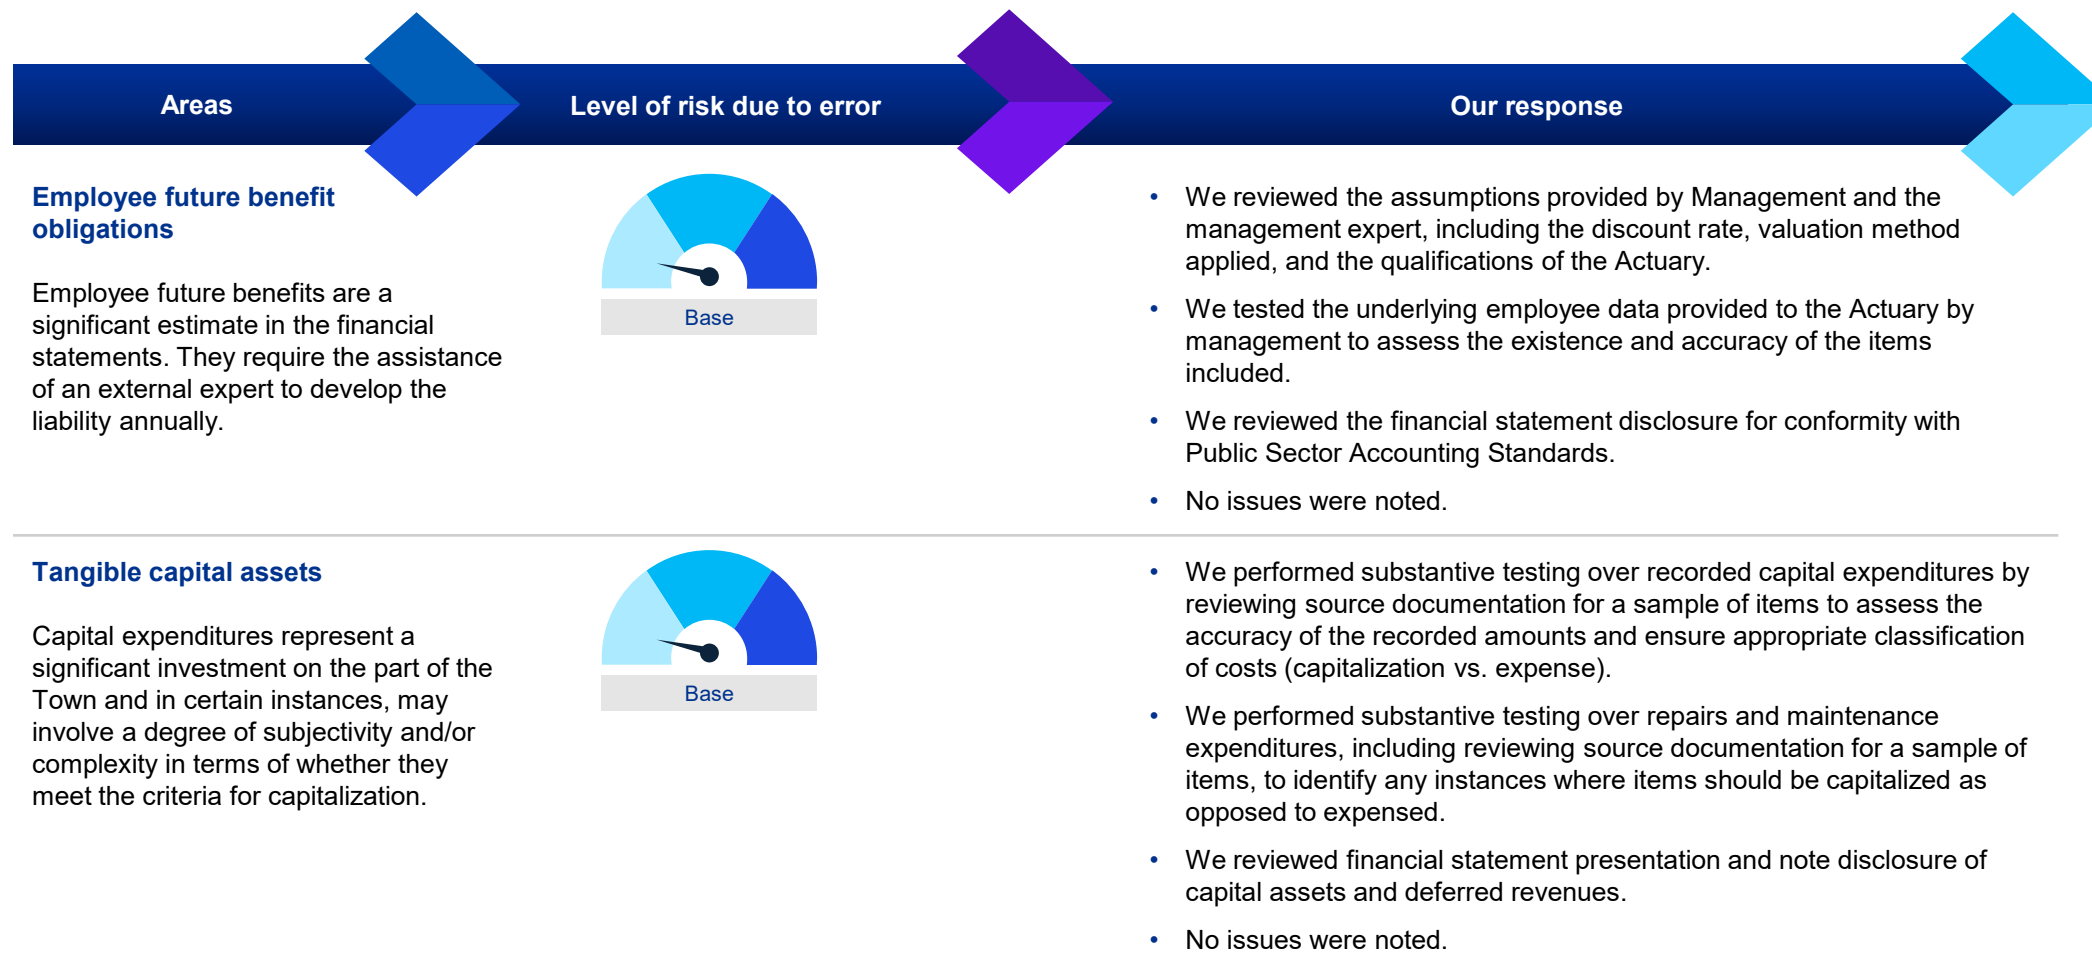 Areas
Level of risk due to error
Our response
Employee future benefit
obligations
Employee future benefits are a
significant estimate in the financial
statements. They require the assistance
of an external expert to develop the
liability annually.
Base
• We reviewed the assumptions provided by Management and the
management expert, including the discount rate, valuation method
applied, and the qualifications of the Actuary.
• We tested the underlying employee data provided to the Actuary by
management to assess the existence and accuracy of the items
included.
• We reviewed the financial statement disclosure for conformity with
Public Sector Accounting Standards.
• No issues were noted.
Tangible capital assets
Capital expenditures represent a
significant investment on the part of the
Town and in certain instances, may
involve a degree of subjectivity and/or
complexity in terms of whether they
meet the criteria for capitalization.
Base
• We performed substantive testing over recorded capital expenditures by
reviewing source documentation for a sample of items to assess the
accuracy of the recorded amounts and ensure appropriate classification
of costs (capitalization vs. expense).
• We performed substantive testing over repairs and maintenance
expenditures, including reviewing source documentation for a sample of
items, to identify any instances where items should be capitalized as
opposed to expensed.
• We reviewed financial statement presentation and note disclosure of
capital assets and deferred revenues.
• No issues were noted.